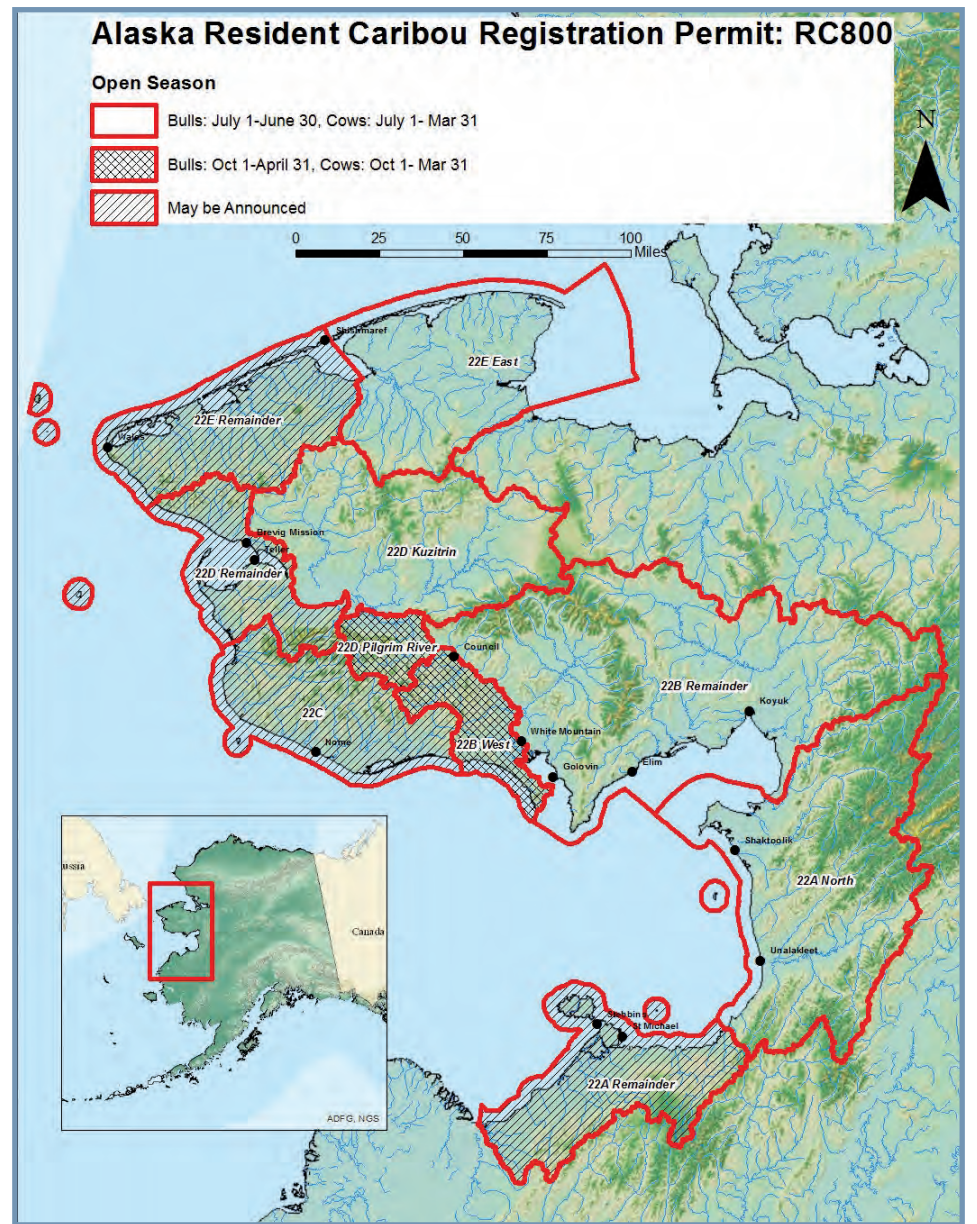 Alaska Resident Caribou Registration Permit: RC800
Open Season
Bulls: July 1-June 30, Cows: July 1- Mar 31
Bulls: Oct 1-April 31, Cows: Oct 1- Mar 31
May be Announced
N
0 25 50 75 100
Miles
Shishmaref
22E East
22E Remainder
Wales
Brevig Mission
Teller
22D Kuzitrin
22D Remainder
22D Pilgrim River
Council
22B Remainder
Koyuk
22C
White Mountain
22B West
Nome
Golovin
Elim
Shaktoolik
22A North
Unalakleet
Stebbins
St Michael
22A Remainder
ussia
Canada
ADFG, NGS